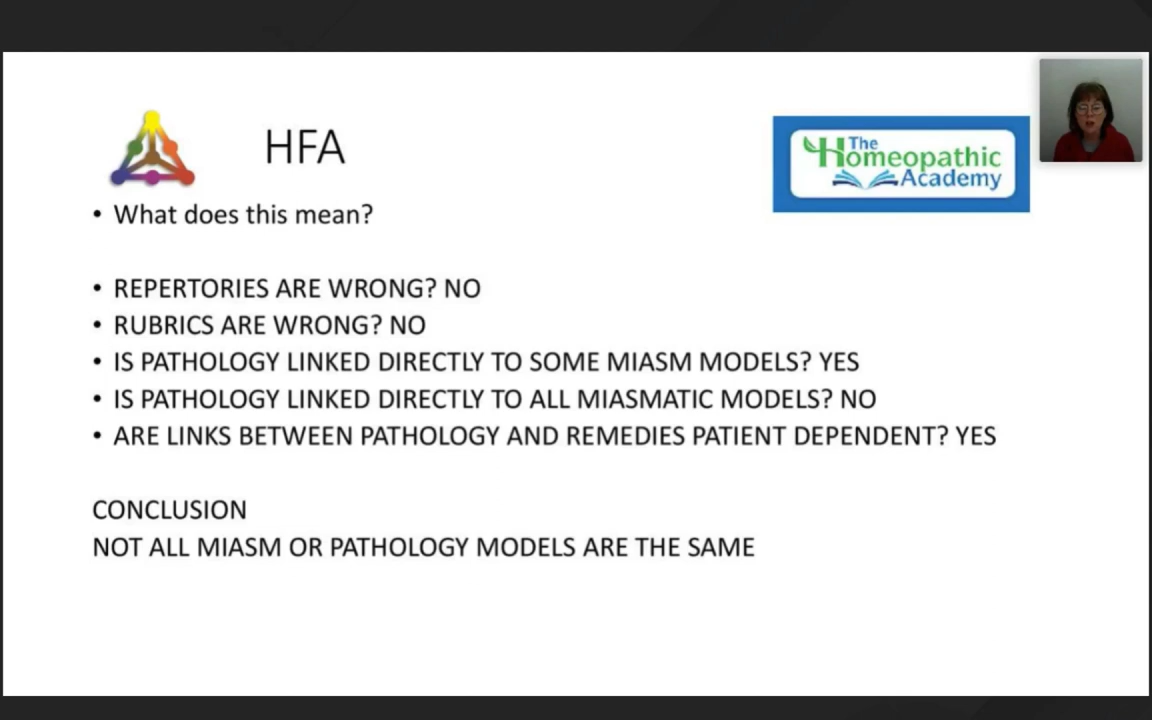 HFA
The
Homeopathic
Academy
• What does this mean?
• REPERTORIES ARE WRONG? NO
• RUBRICS ARE WRONG? NO
• IS PATHOLOGY LINKED DIRECTLY TO SOME MIASM MODELS? YES
• IS PATHOLOGY LINKED DIRECTLY TO ALL MIASMATIC MODELS? NO
• ARE LINKS BETWEEN PATHOLOGY AND REMEDIES PATIENT DEPENDENT? YES
CONCLUSION
NOT ALL MIASM OR PATHOLOGY MODELS ARE THE SAME